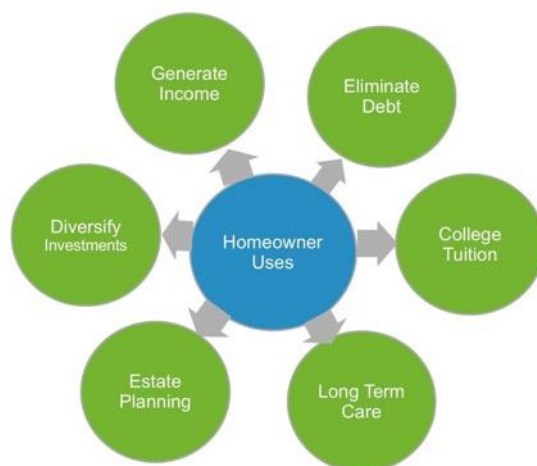 Generate
Income
Eliminate
Debt
Diversify
Investments
Homeowner
Uses
College
Tuition
Estate
Planning
Long Term
Care